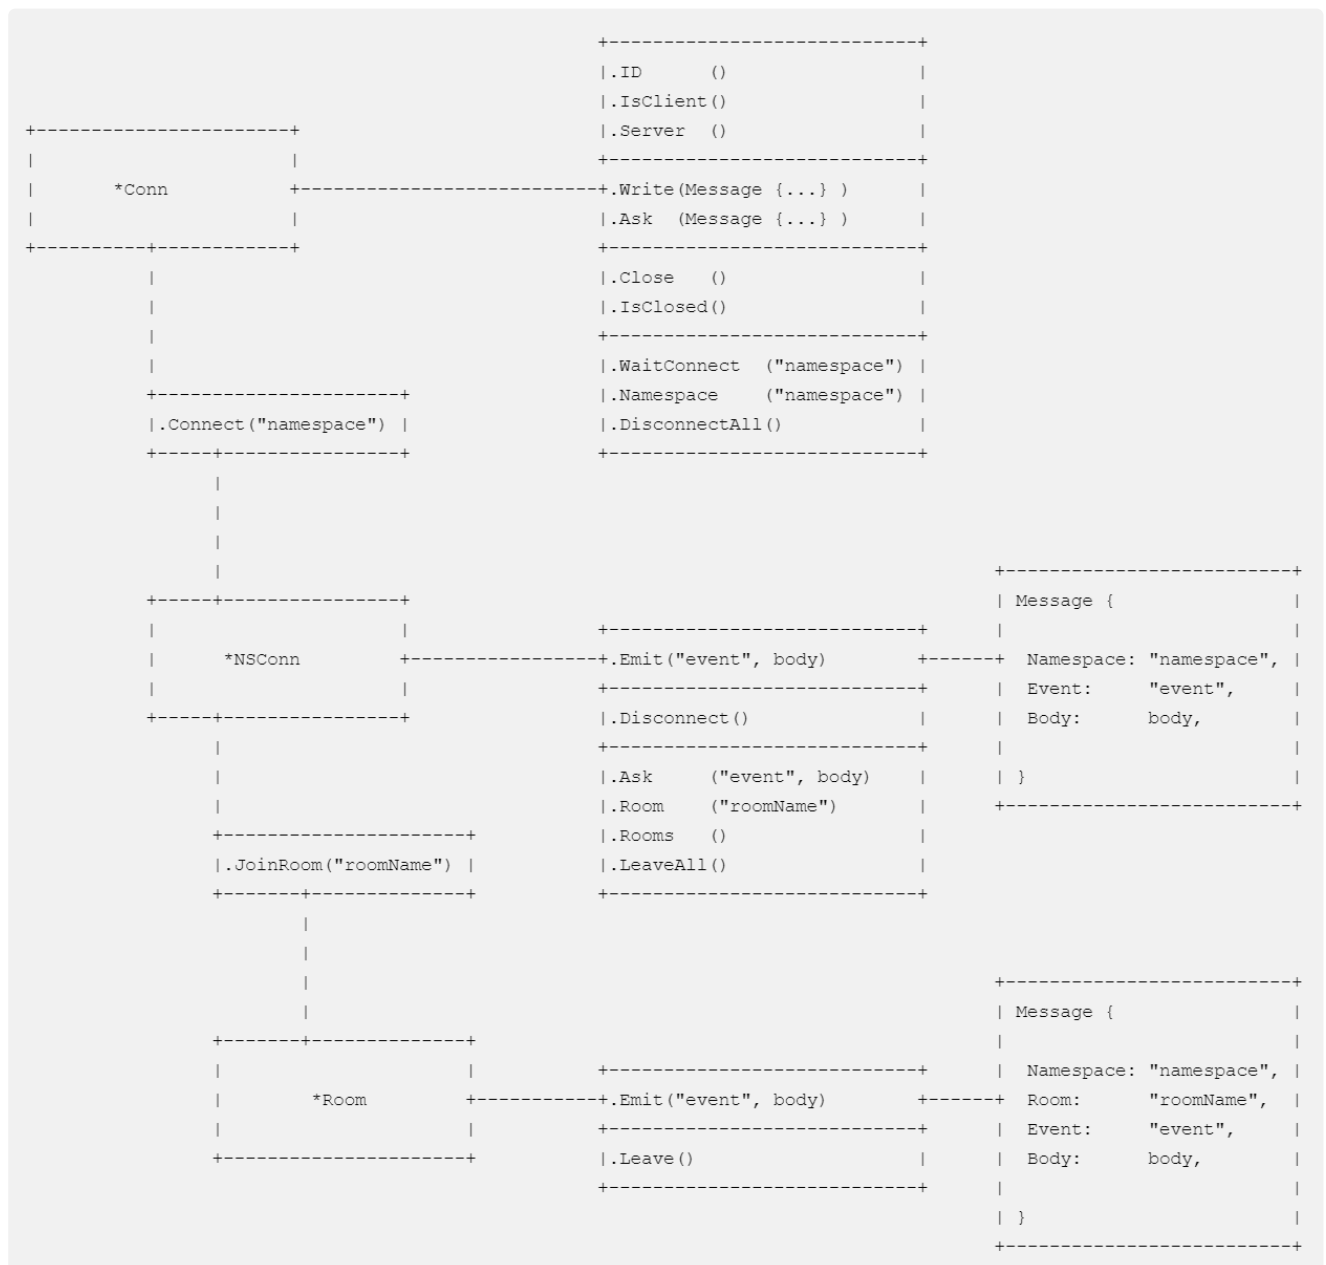 +----------------------------+
|.ID      ()                 |
|.IsClient()                 |
+-----------------------+                           |.Server  ()                 |
|                       |                           +----------------------------+
|       *Conn           +---------------------------+.Write(Message {...} )      |
|                       |                           |.Ask  (Message {...} )      |
+----------+------------+                           +----------------------------+
           |                                        |.Close   ()                 |
           |                                        |.IsClosed()                 |
           |                                        +----------------------------+
           |                                        |.WaitConnect  ("namespace") |
           +----------------------+                 |.Namespace    ("namespace") |
           |.Connect("namespace") |                 |.DisconnectAll()            |
           +-----+----------------+                 +----------------------------+
                 |
                 |
                 |
                 |                                                                      +--------------------------+
           +-----+----------------+                                                     | Message {                |
           |                      |                 +----------------------------+      |                          |
           |      *NSConn         +-----------------+.Emit("event", body)        +------+  Namespace: "namespace", |
           |                      |                 +----------------------------+      |  Event:     "event",     |
           +-----+----------------+                 |.Disconnect()               |      |  Body:      body,        |
                 |                                  +----------------------------+      |                          |
                 |                                  |.Ask     ("event", body)    |      | }                        |
                 |                                  |.Room    ("roomName")       |      +--------------------------+
                 +----------------------+           |.Rooms   ()                 |
                 |.JoinRoom("roomName") |           |.LeaveAll()                 |
                 +-------+--------------+           +----------------------------+
                         |
                         |
                         |                                                              +--------------------------+
                         |                                                              | Message {                |
                 +-------+--------------+                                               |                          |
                 |                      |           +----------------------------+      |  Namespace: "namespace", |
                 |        *Room         +-----------+.Emit("event", body)        +------+  Room:      "roomName",  |
                 |                      |           +----------------------------+      |  Event:     "event",     |
                 +----------------------+           |.Leave()                    |      |  Body:      body,        |
                                                    +----------------------------+      |                          |
                                                                                        | }                        |
                                                                                        +--------------------------+